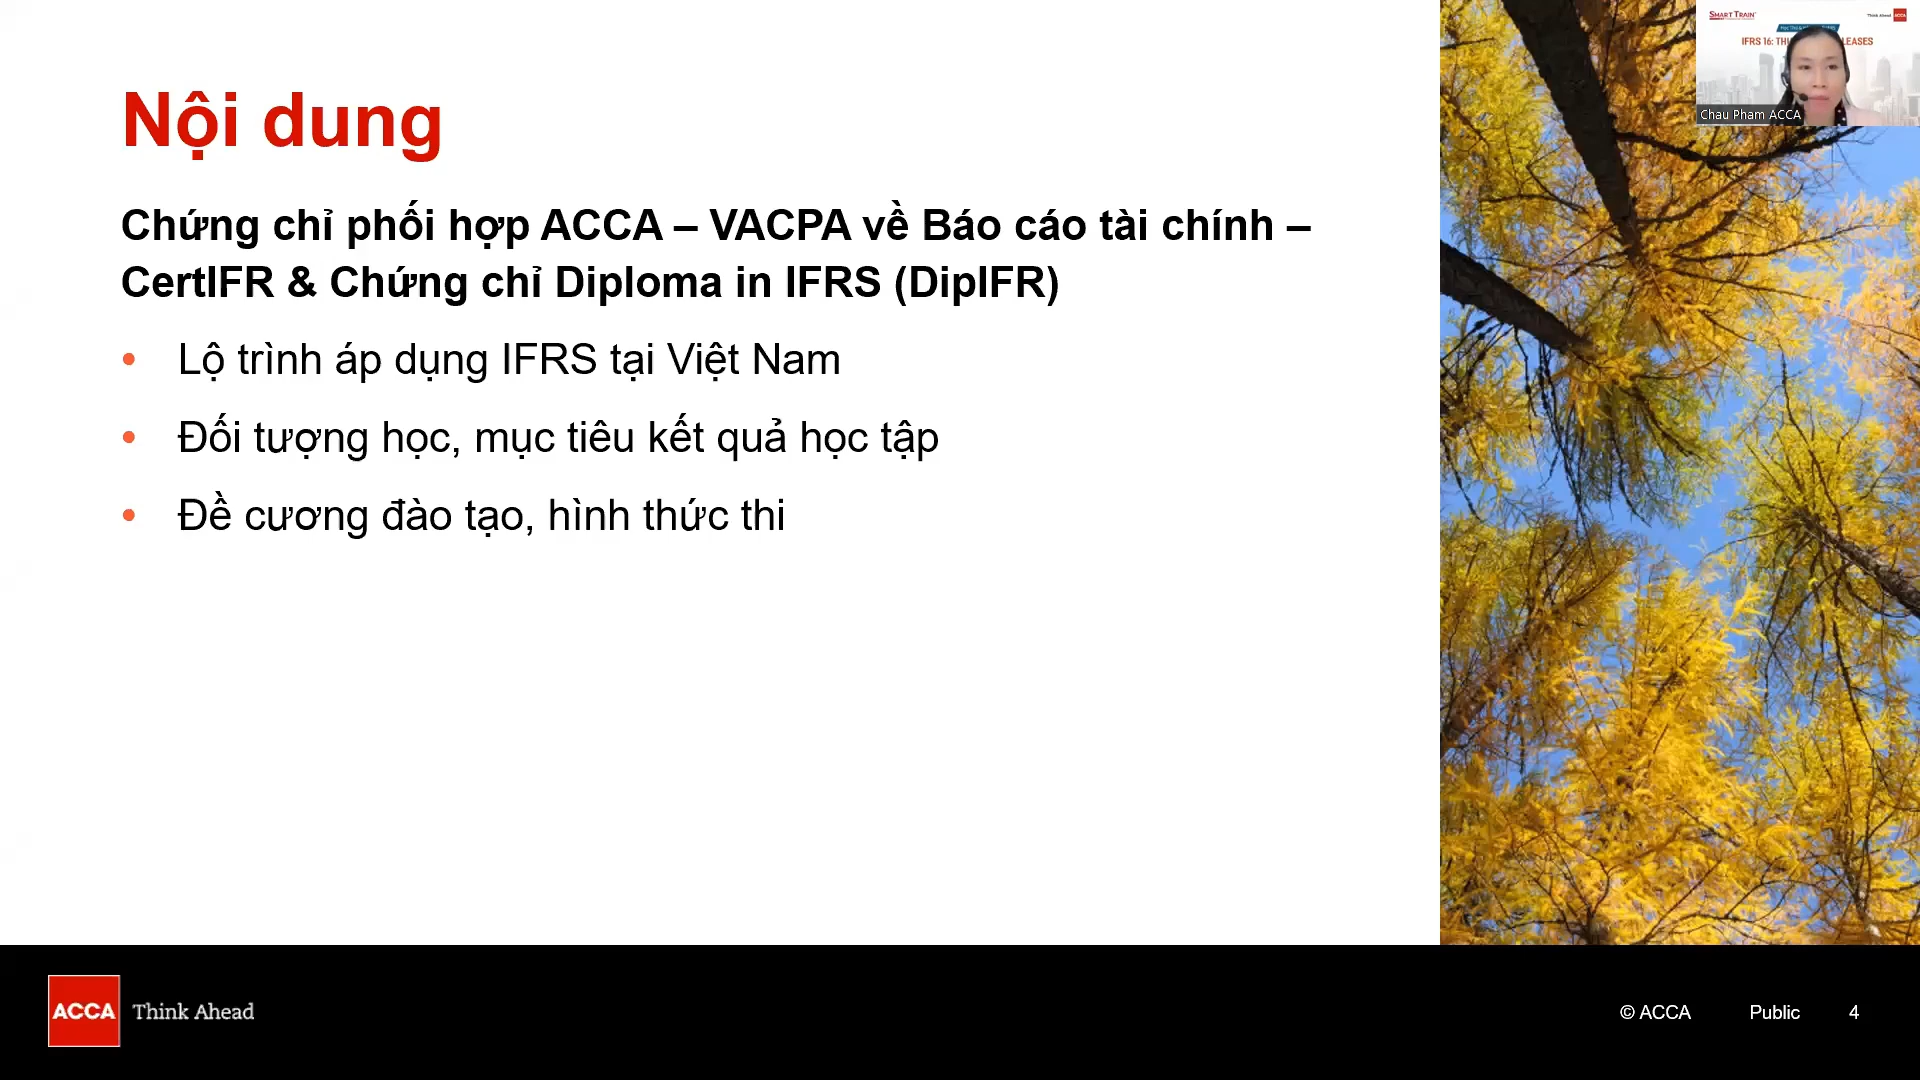 Nội dung
Chứng chỉ phối hợp ACCA – VACPA về Báo cáo tài chính –
CertIFR & Chứng chỉ Diploma in IFRS (DipIFR)
• Lộ trình áp dụng IFRS tại Việt Nam
• Đối tượng học, mục tiêu kết quả học tập
• Đề cương đào tạo, hình thức thi
SMART TRAIN
Think Ahead ACCA
IFRS 16: LEASES
Chau Pham ACCA
ACCA Think Ahead
© ACCA Public 4